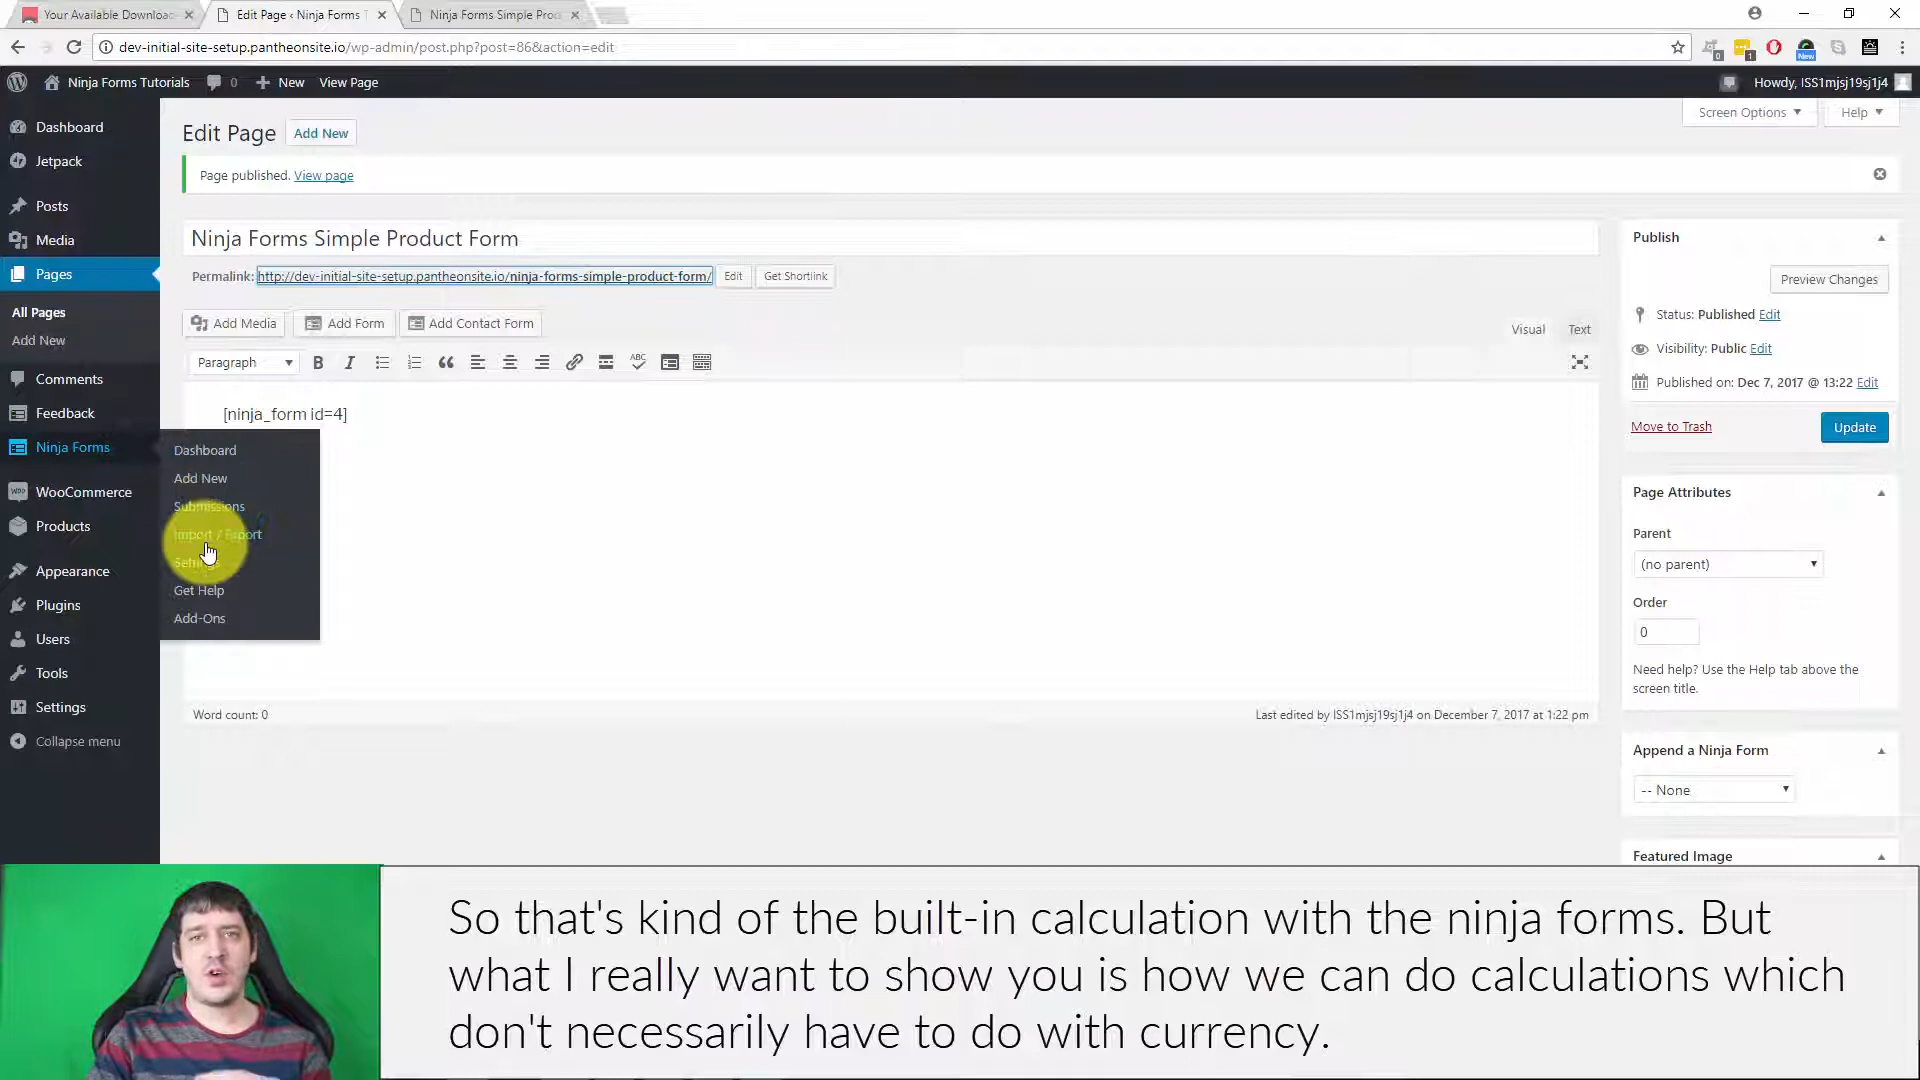 Your Available Download
Edit Page ‹ Ninja Forms T
Ninja Forms Simple Prod
dev-initial-site-setup.pantheonsite.io/wp-admin/post.php?post=86&action=edit
0
1
New
Ninja Forms Tutorials
0
New
View Page
Howdy, ISS1mjsj19sj1j4
Dashboard
Jetpack
Posts
Media
Pages
All Pages
Add New
Comments
Feedback
Ninja Forms
WooCommerce
Products
Appearance
Plugins
Users
Tools
Settings
Collapse menu
Dashboard
Add New
Submissions
Import / Export
Settings
Get Help
Add-Ons
Screen Options
Help
Edit Page
Add New
Page published. View page
Ninja Forms Simple Product Form
Permalink: http://dev-initial-site-setup.pantheonsite.io/ninja-forms-simple-product-form/
Edit
Get Shortlink
Add Media
Add Form
Add Contact Form
Visual
Text
Paragraph
B
I
ABC
[ninja_form id=4]
Word count: 0
Last edited by ISS1mjsj19sj1j4 on December 7, 2017 at 1:22 pm
Publish
Preview Changes
Status: Published Edit
Visibility: Public Edit
Published on: Dec 7, 2017 @ 13:22 Edit
Move to Trash
Update
Page Attributes
Parent
(no parent)
Order
0
Need help? Use the Help tab above the
screen title.
Append a Ninja Form
-- None
Featured Image
So that's kind of the built-in calculation with the ninja forms. But
what I really want to show you is how we can do calculations which
don't necessarily have to do with currency.